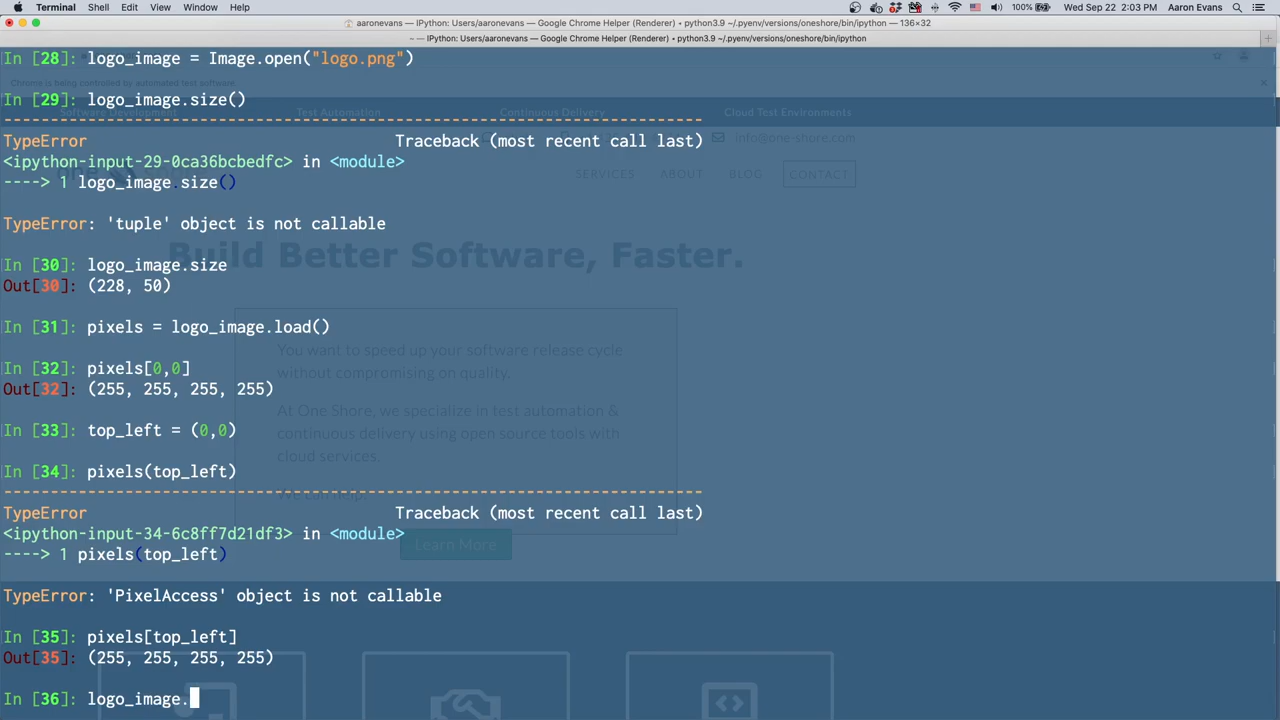 Terminal Shell Edit View Window Help 100% Wed Sep 22 2:03 PM Aaron Evans
aaronevans — IPython: Users/aaronevans — Google Chrome Helper (Renderer) • python3.9 ~/.pyenv/versions/oneshore/bin/ipython — 136×32
-- — IPython: Users/aaronevans — Google Chrome Helper (Renderer) • python3.9 ~/.pyenv/versions/oneshore/bin/ipython
In [28]: logo_image = Image.open("logo.png")
Chrome is being controlled by automated test software.
In [29]: logo_image.size()
Software Development Test Automation Continuous Delivery Cloud Test Environments
---------------------------------------------------------------------------
TypeError Traceback (most recent call last)
info@one-shore.com
<ipython-input-29-0ca36bcbedfc> in <module>
one
SERVICES ABOUT BLOG CONTACT
----> 1 logo_image.size()
TypeError: 'tuple' object is not callable
Build Better Software, Faster.
In [30]: logo_image.size
Out[30]: (228, 50)
In [31]: pixels = logo_image.load()
You want to speed up your software release cycle
without compromising on quality.
In [32]: pixels[0,0]
Out[32]: (255, 255, 255, 255)
At One Shore, we specialize in test automation &
continuous delivery using open source tools with
cloud services.
In [33]: top_left = (0,0)
In [34]: pixels(top_left)
We can help.
---------------------------------------------------------------------------
TypeError Traceback (most recent call last)
<ipython-input-34-6c8ff7d21df3> in <module>
Learn More
----> 1 pixels(top_left)
TypeError: 'PixelAccess' object is not callable
In [35]: pixels[top_left]
Out[35]: (255, 255, 255, 255)
In [36]: logo_image.